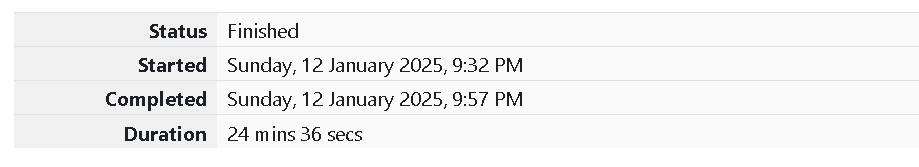 Status Finished
Started Sunday, 12 January 2025, 9:32 PM
Completed Sunday, 12 January 2025, 9:57 PM
Duration 24 mins 36 secs